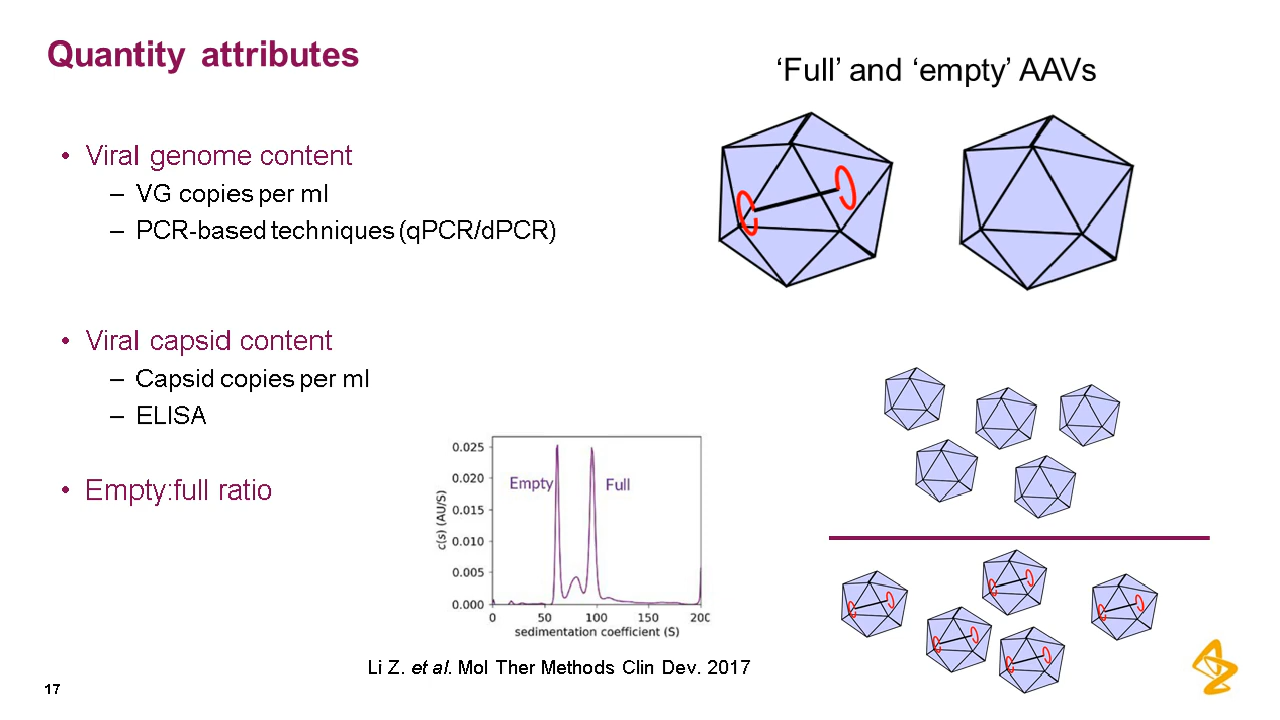 Quantity attributes
‘Full’ and ‘empty’ AAVs
• Viral genome content
– VG copies per ml
– PCR-based techniques (qPCR/dPCR)
• Viral capsid content
– Capsid copies per ml
– ELISA
• Empty:full ratio
c(s) (AU/S)
0.025
0.020
0.015
0.010
0.005
0.000
Empty
Full
0 50 100 150 200
sedimentation coefficient (S)
Li Z. et al. Mol Ther Methods Clin Dev. 2017
17